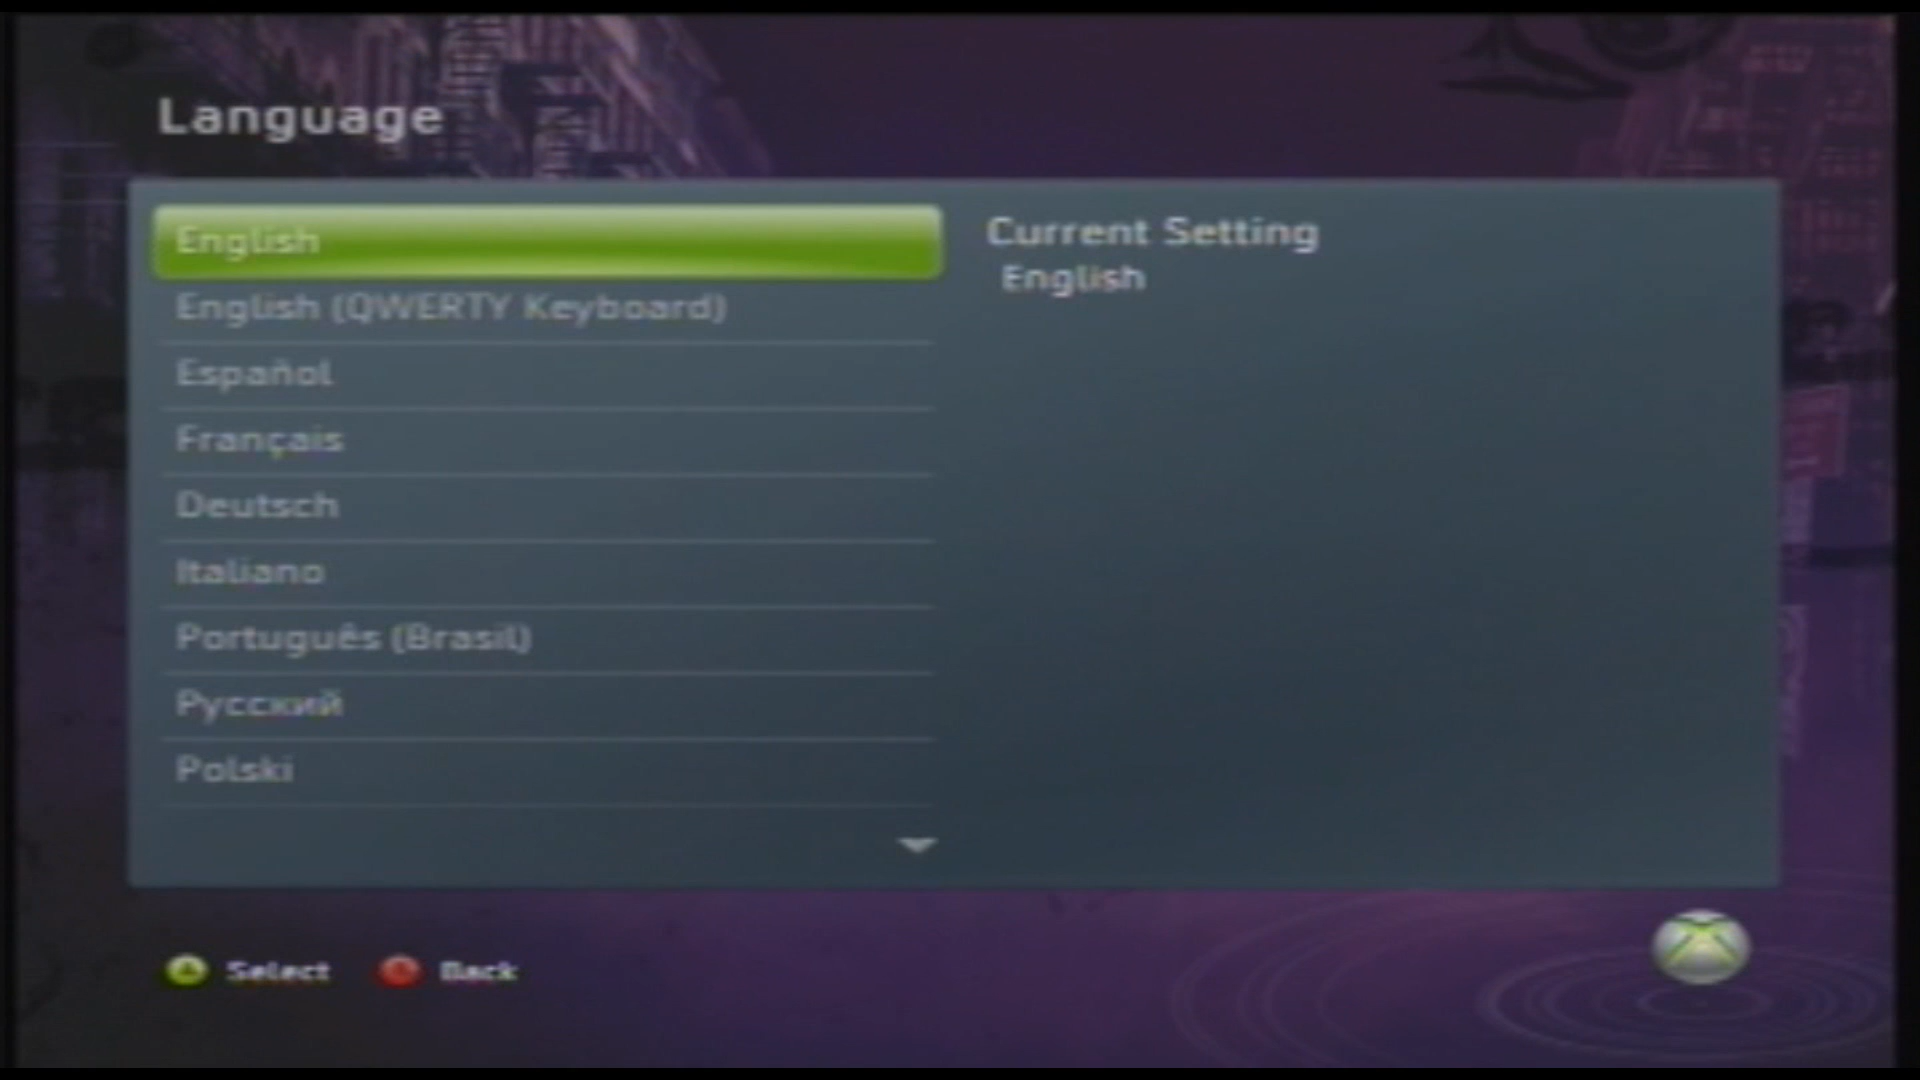 Language
English
English (QWERTY Keyboard)
Español
Français
Deutsch
Italiano
Português (Brasil)
Русский
Polski
Current Setting
English
Select
Back